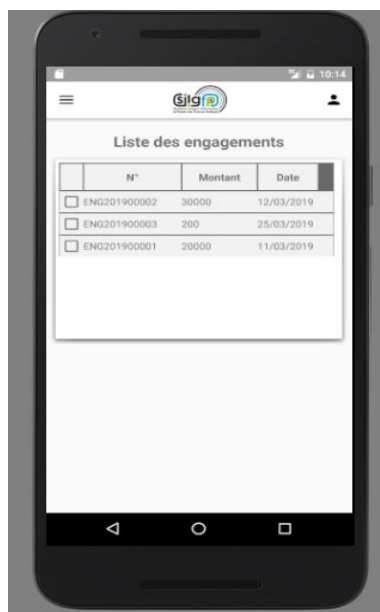 10:14
Sjlgfp
Liste des engagements
N° Montant Date
ENG201900002 30000 12/03/2019
ENG201900003 200 25/03/2019
ENG201900001 20000 11/03/2019